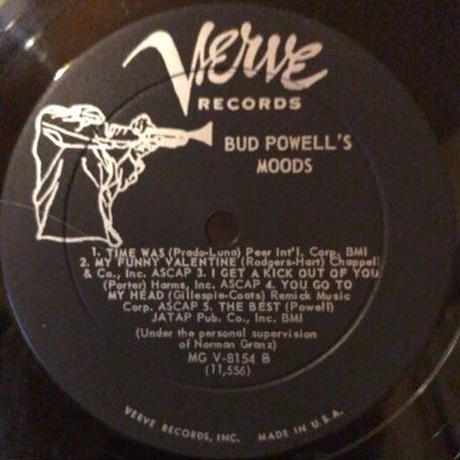 Verve
RECORDS
BUD POWELL'S
MOODS
1. TIME WAS (Prado-Luna) Peer Int'l. Corp. BMI
2. MY FUNNY VALENTINE (Rodgers-Hart) Chappell
& Co., Inc. ASCAP 3. I GET A KICK OUT OF YOU
(Porter) Harms, Inc. ASCAP 4. YOU GO TO
MY HEAD (Gillespie-Coots) Remick Music
Corp. ASCAP 5. THE BEST (Powell)
JATAP Pub. Co., Inc. BMI
(Under the personal supervision
of Norman Granz)
MG V-8154 B
(11,556)
VERVE RECORDS, INC. MADE IN U.S.A.